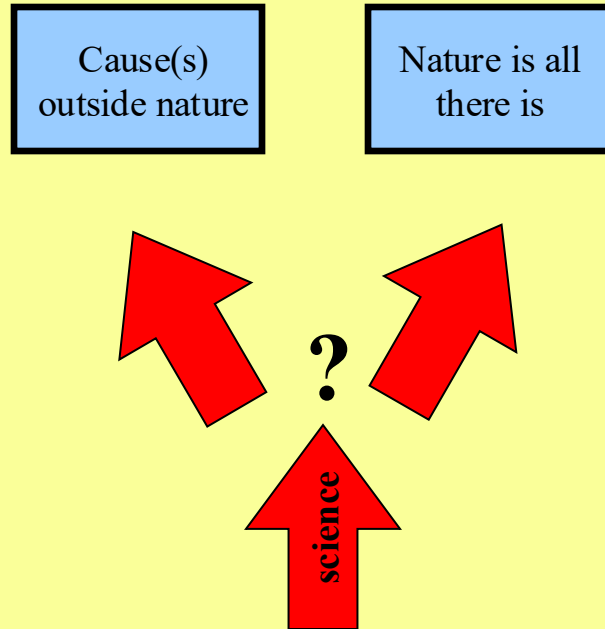 Cause(s)
outside nature
Nature is all
there is
?
science